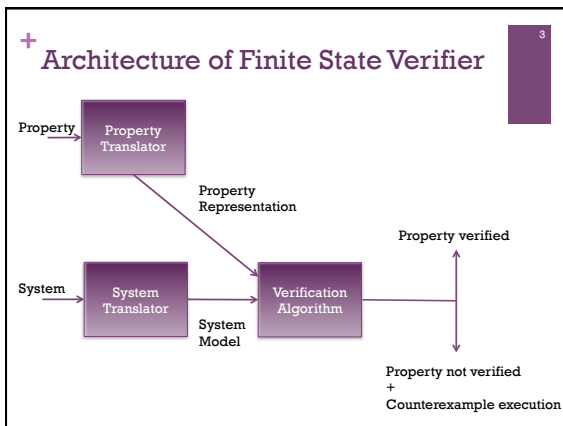 +
Architecture of Finite State Verifier
3
Property
Property
Translator
Property
Representation
Property verified
System
System
Translator
System
Model
Verification
Algorithm
Property not verified
+
Counterexample execution